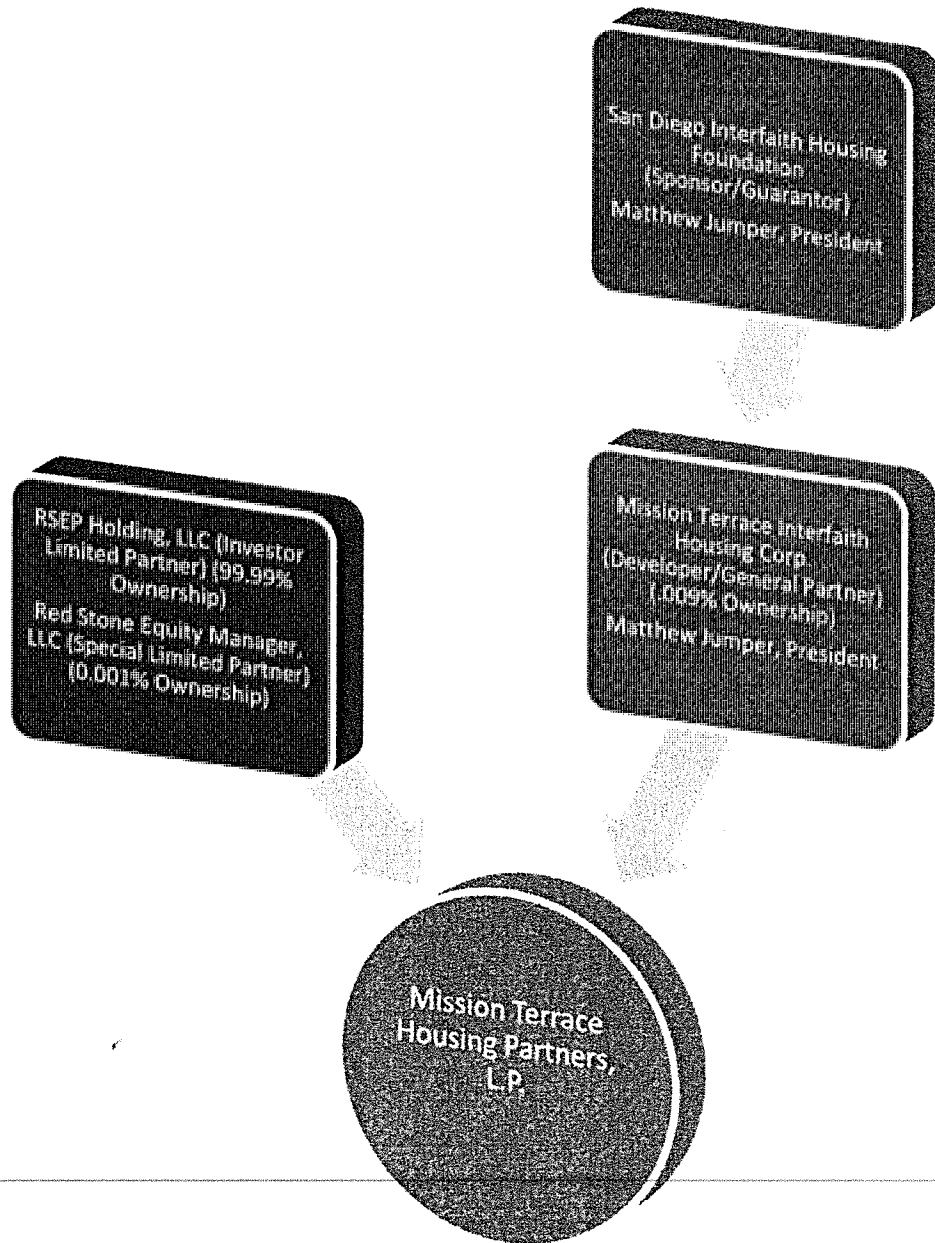 San Diego Interfaith Housing
Foundation
(Sponsor/Guarantor)
Matthew Jumper, President
RSEP Holding, LLC (Investor
Limited Partner) (99.99%
Ownership)
Red Stone Equity Manager,
LLC (Special Limited Partner)
(0.001% Ownership)
Mission Terrace Interfaith
Housing Corp
(Developer/General Partner)
(.009% Ownership)
Matthew Jumper, President
Mission Terrace
Housing Partners,
L.P.